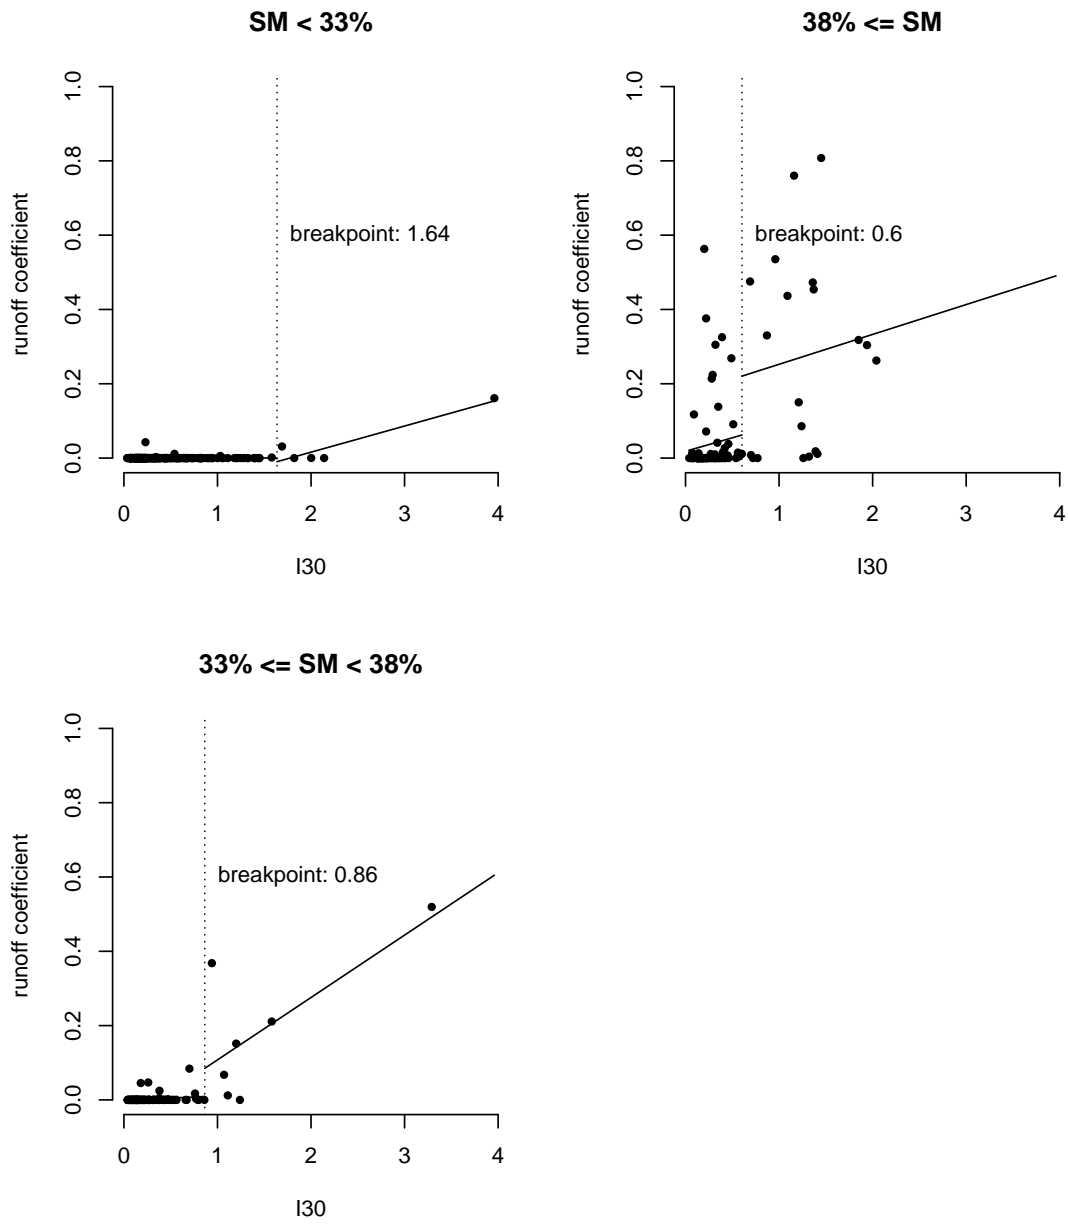 SM < 33%
runoff coefficient
1.0
0.8
0.6
0.4
0.2
0.0
breakpoint: 1.64
0 1 2 3 4
I30
38% <= SM
runoff coefficient
1.0
0.8
0.6
0.4
0.2
0.0
breakpoint: 0.6
0 1 2 3 4
I30
33% <= SM < 38%
runoff coefficient
1.0
0.8
0.6
0.4
0.2
0.0
breakpoint: 0.86
0 1 2 3 4
I30